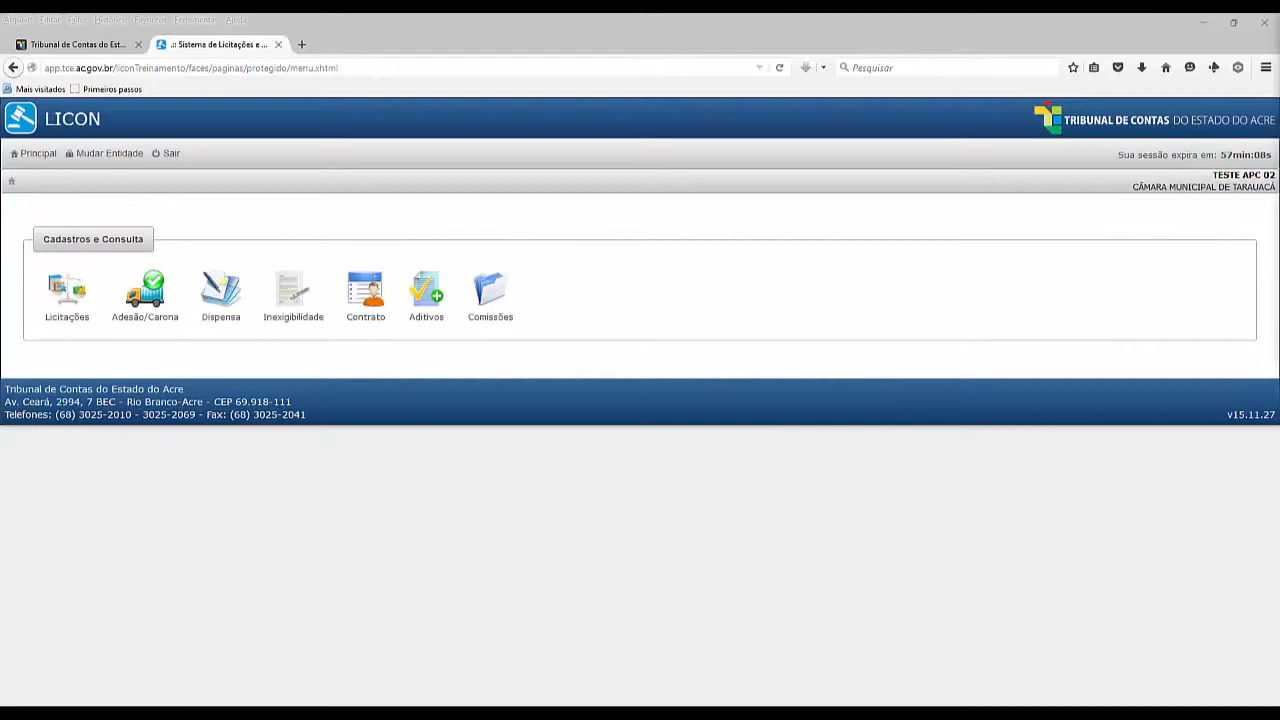 Arquivo Editar Exibir Histórico Favoritos Ferramentas Ajuda
Tribunal de Contas do Est...
.:: Sistema de Licitações e ...
app.tce.ac.gov.br/liconTreinamento/faces/paginas/protegido/menu.xhtml
Pesquisar
Mais visitados Primeiros passos
LICON
TRIBUNAL DE CONTAS DO ESTADO DO ACRE
Principal Mudar Entidade Sair
Sua sessão expira em: 57min:08s
TESTE APC 02
CÂMARA MUNICIPAL DE TARAUACÁ
Cadastros e Consulta
Licitações Adesão/Carona Dispensa Inexigibilidade Contrato Aditivos Comissões
Tribunal de Contas do Estado do Acre
Av. Ceará, 2994, 7 BEC - Rio Branco-Acre - CEP 69.918-111
Telefones: (68) 3025-2010 - 3025-2069 - Fax: (68) 3025-2041
v15.11.27